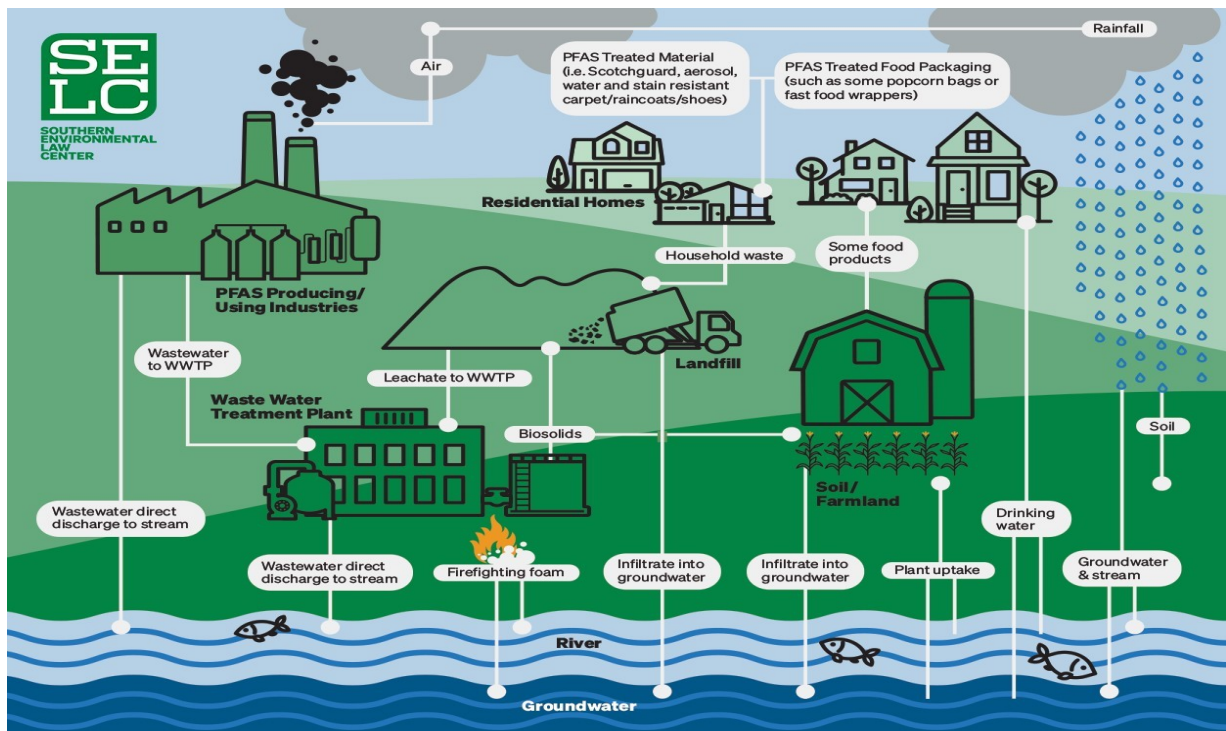 SE
LC
SOUTHERN
ENVIRONMENTAL
LAW
CENTER
Air
Rainfall
PFAS Treated Material
(i.e. Scotchguard, aerosol,
water and stain resistant
carpet/raincoats/shoes)
PFAS Treated Food Packaging
(such as some popcorn bags or
fast food wrappers)
Residential Homes
Household waste
Some food
products
PFAS Producing/
Using Industries
Wastewater
to WWTP
Leachate to WWTP
Landfill
Waste Water
Treatment Plant
Biosolids
Soil
Soil/
Farmland
Wastewater direct
discharge to stream
Drinking
water
Wastewater direct
discharge to stream
Firefighting foam
Infiltrate into
groundwater
Infiltrate into
groundwater
Plant uptake
Groundwater
& stream
River
Groundwater